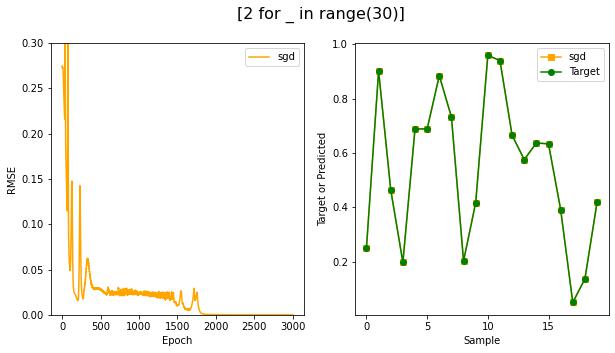 [2 for _ in range(30)]
0.30
0.25
0.20
0.15
0.10
0.05
0.00
RMSE
0
500
1000
1500
2000
2500
3000
Epoch
sgd
1.0
0.8
0.6
0.4
0.2
Target or Predicted
0
5
10
15
Sample
sgd
Target